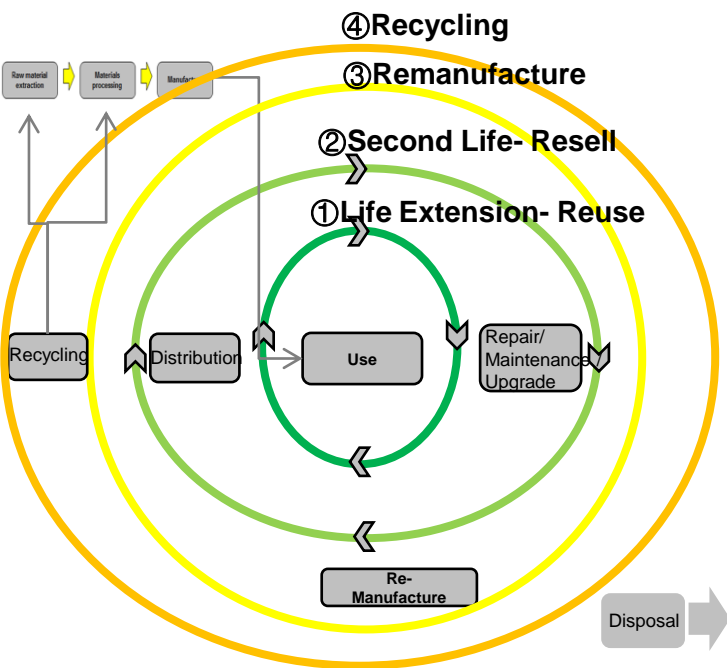 ④Recycling
③Remanufacture
Raw material
extraction
Materials
processing
②Second Life- Resell
①Life Extension- Reuse
Recycling
Distribution
Use
Repair/
Maintenance /
Upgrade
Re-
Manufacture
Disposal